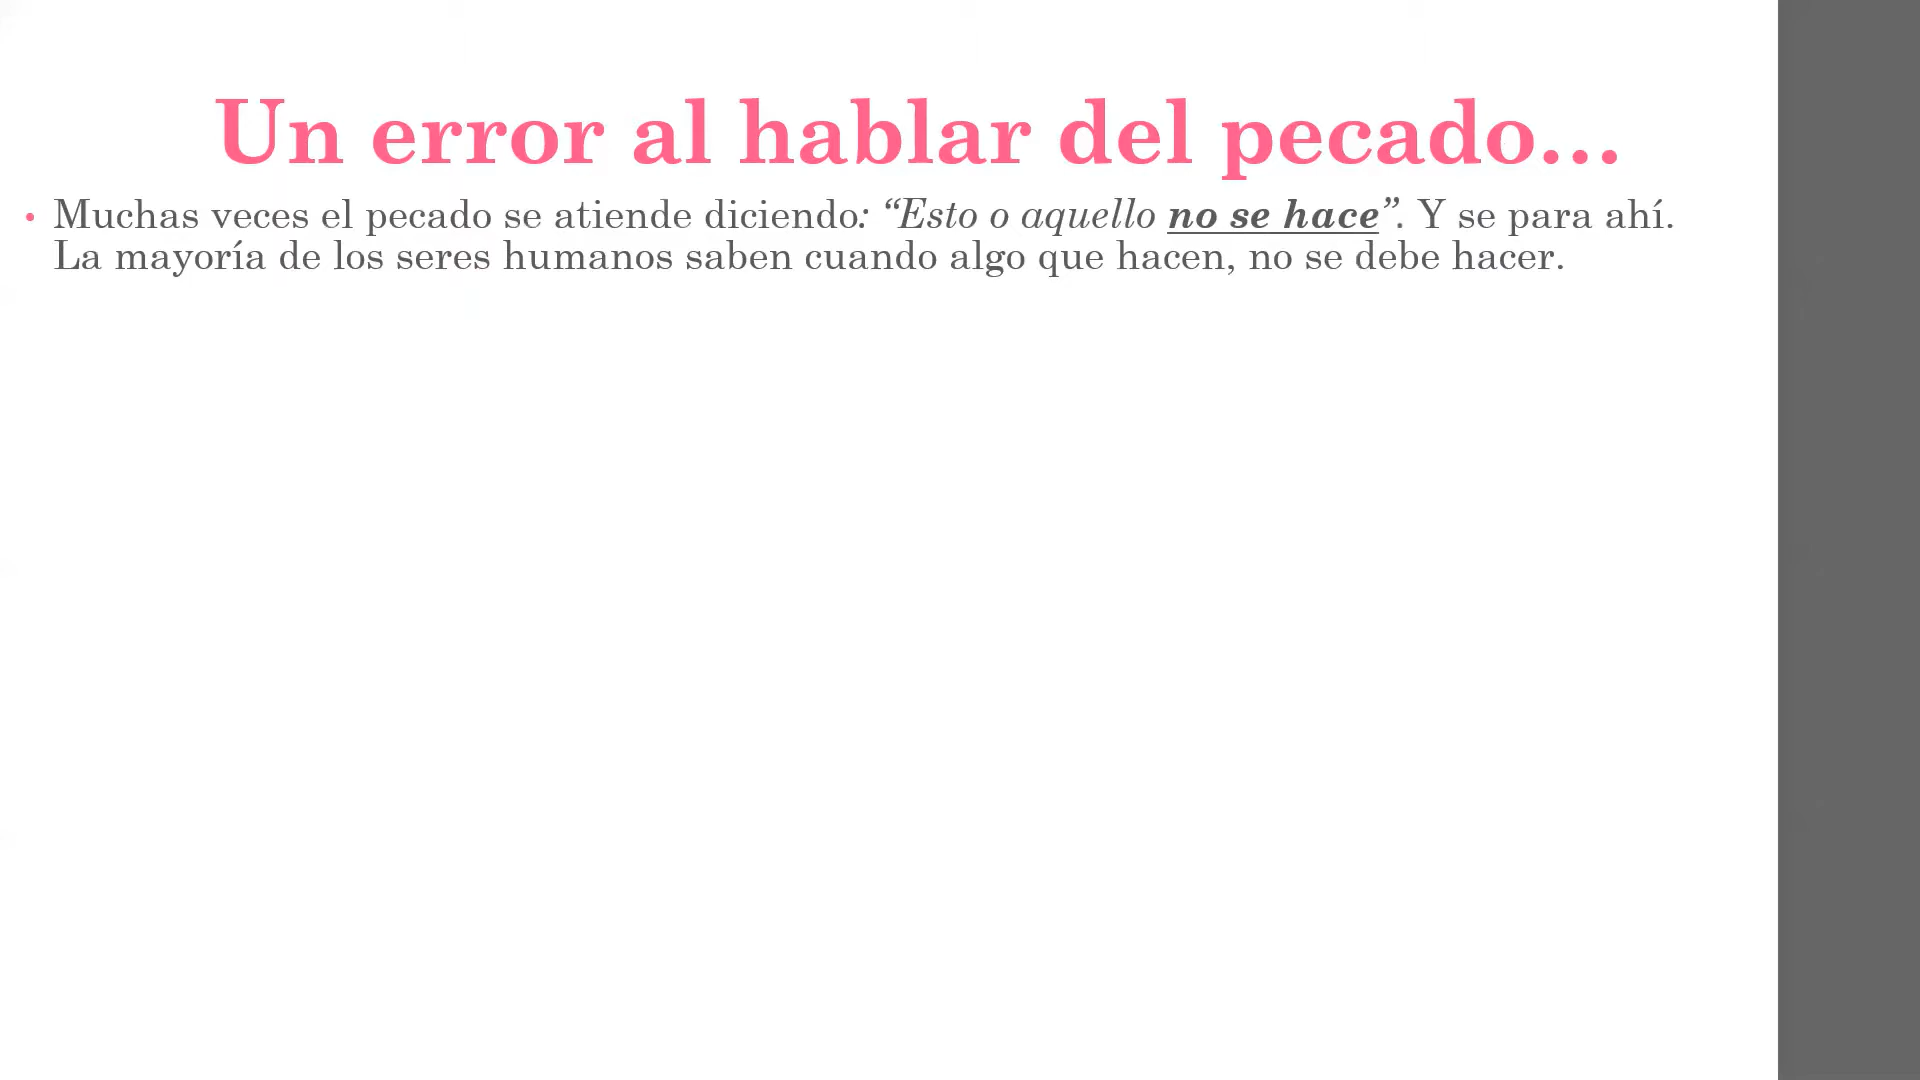 Un error al hablar del pecado...
• Muchas veces el pecado se atiende diciendo: “Esto o aquello no se hace”. Y se para ahí.
La mayoría de los seres humanos saben cuando algo que hacen, no se debe hacer.